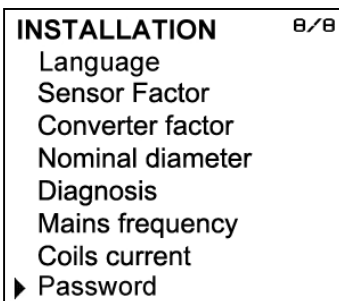 INSTALLATION 8/8
Language
Sensor Factor
Converter factor
Nominal diameter
Diagnosis
Mains frequency
Coils current
Password